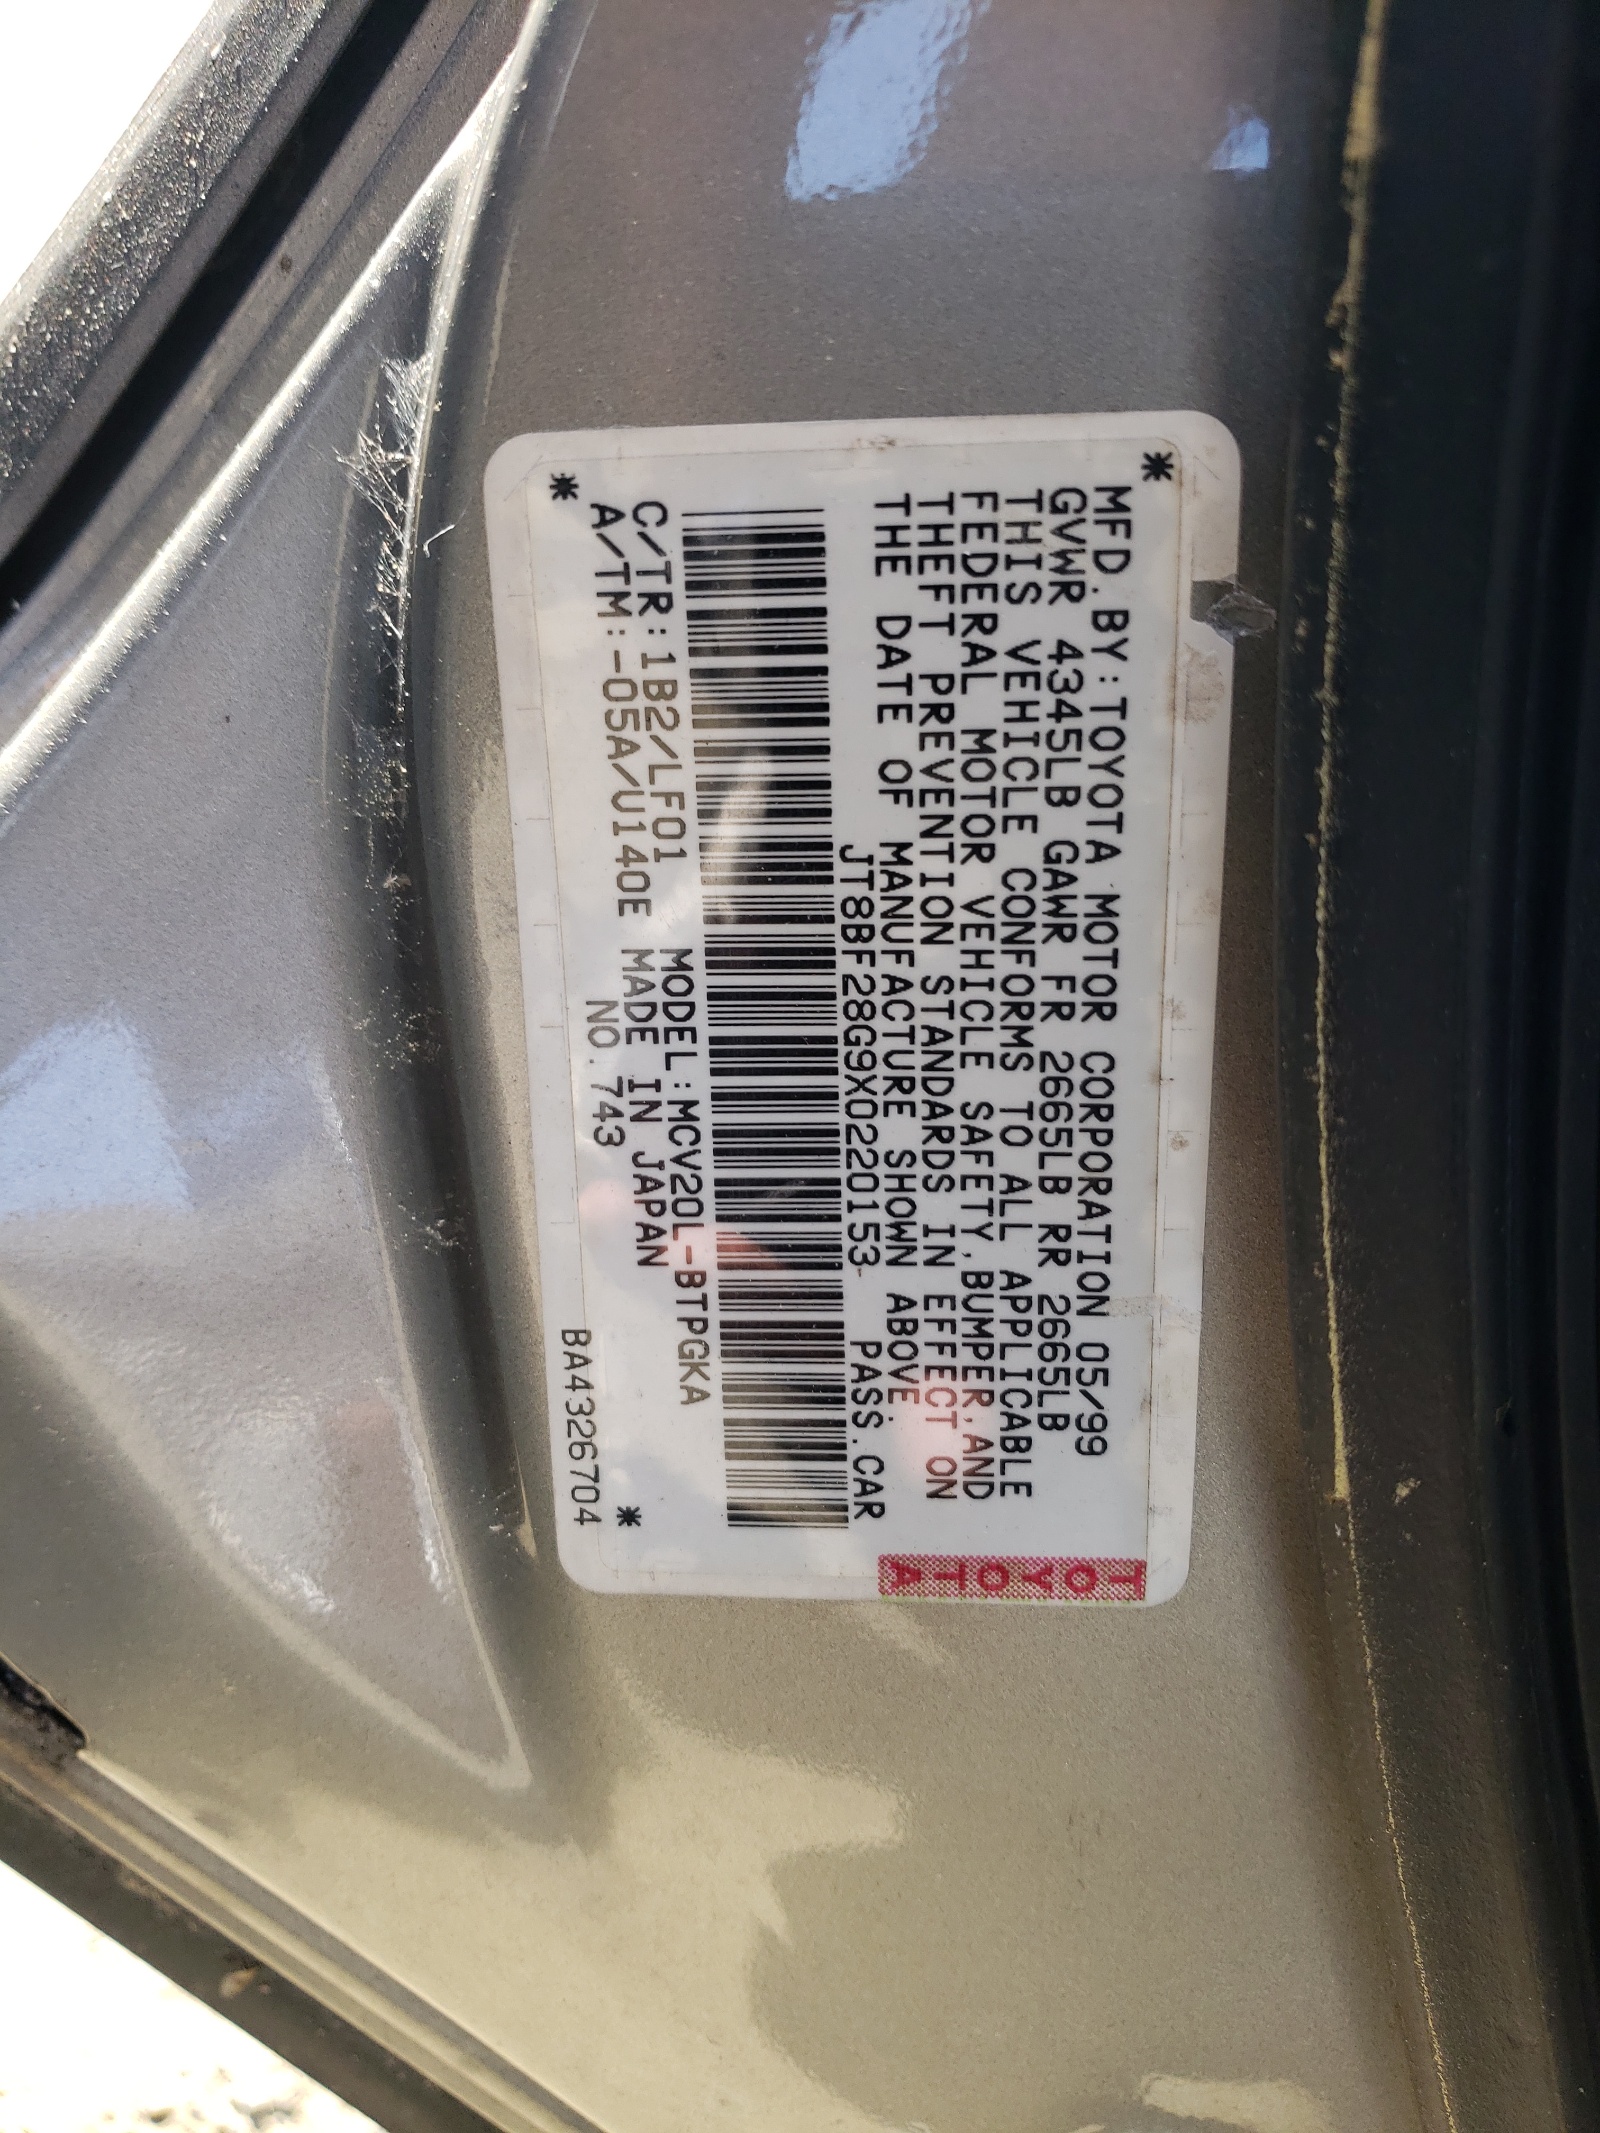 * MFD.BY:TOYOTA MOTOR CORPORATION 05/99
GVWR 4345LB GAWR FR 2665LB RR 2665LB
THIS VEHICLE CONFORMS TO ALL APPLICABLE
FEDERAL MOTOR VEHICLE SAFETY,BUMPER,AND
THEFT PREVENTION STANDARDS IN EFFECT ON
THE DATE OF MANUFACTURE SHOWN ABOVE.
JT8BF28G9X0220153 PASS.CAR
C/TR:1B2/LF01 MODEL:MCV20L-BTPGKA
A/TM:-05A/U140E MADE IN JAPAN *
* NO.743 BA4326704
TOYOTA